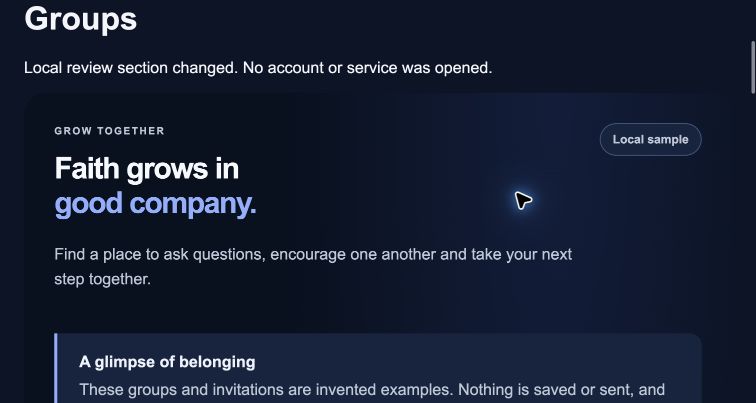 Groups
Local review section changed. No account or service was opened.
GROW TOGETHER
Local sample
Faith grows in
good company.
Find a place to ask questions, encourage one another and take your next
step together.
A glimpse of belonging
These groups and invitations are invented examples. Nothing is saved or sent, and